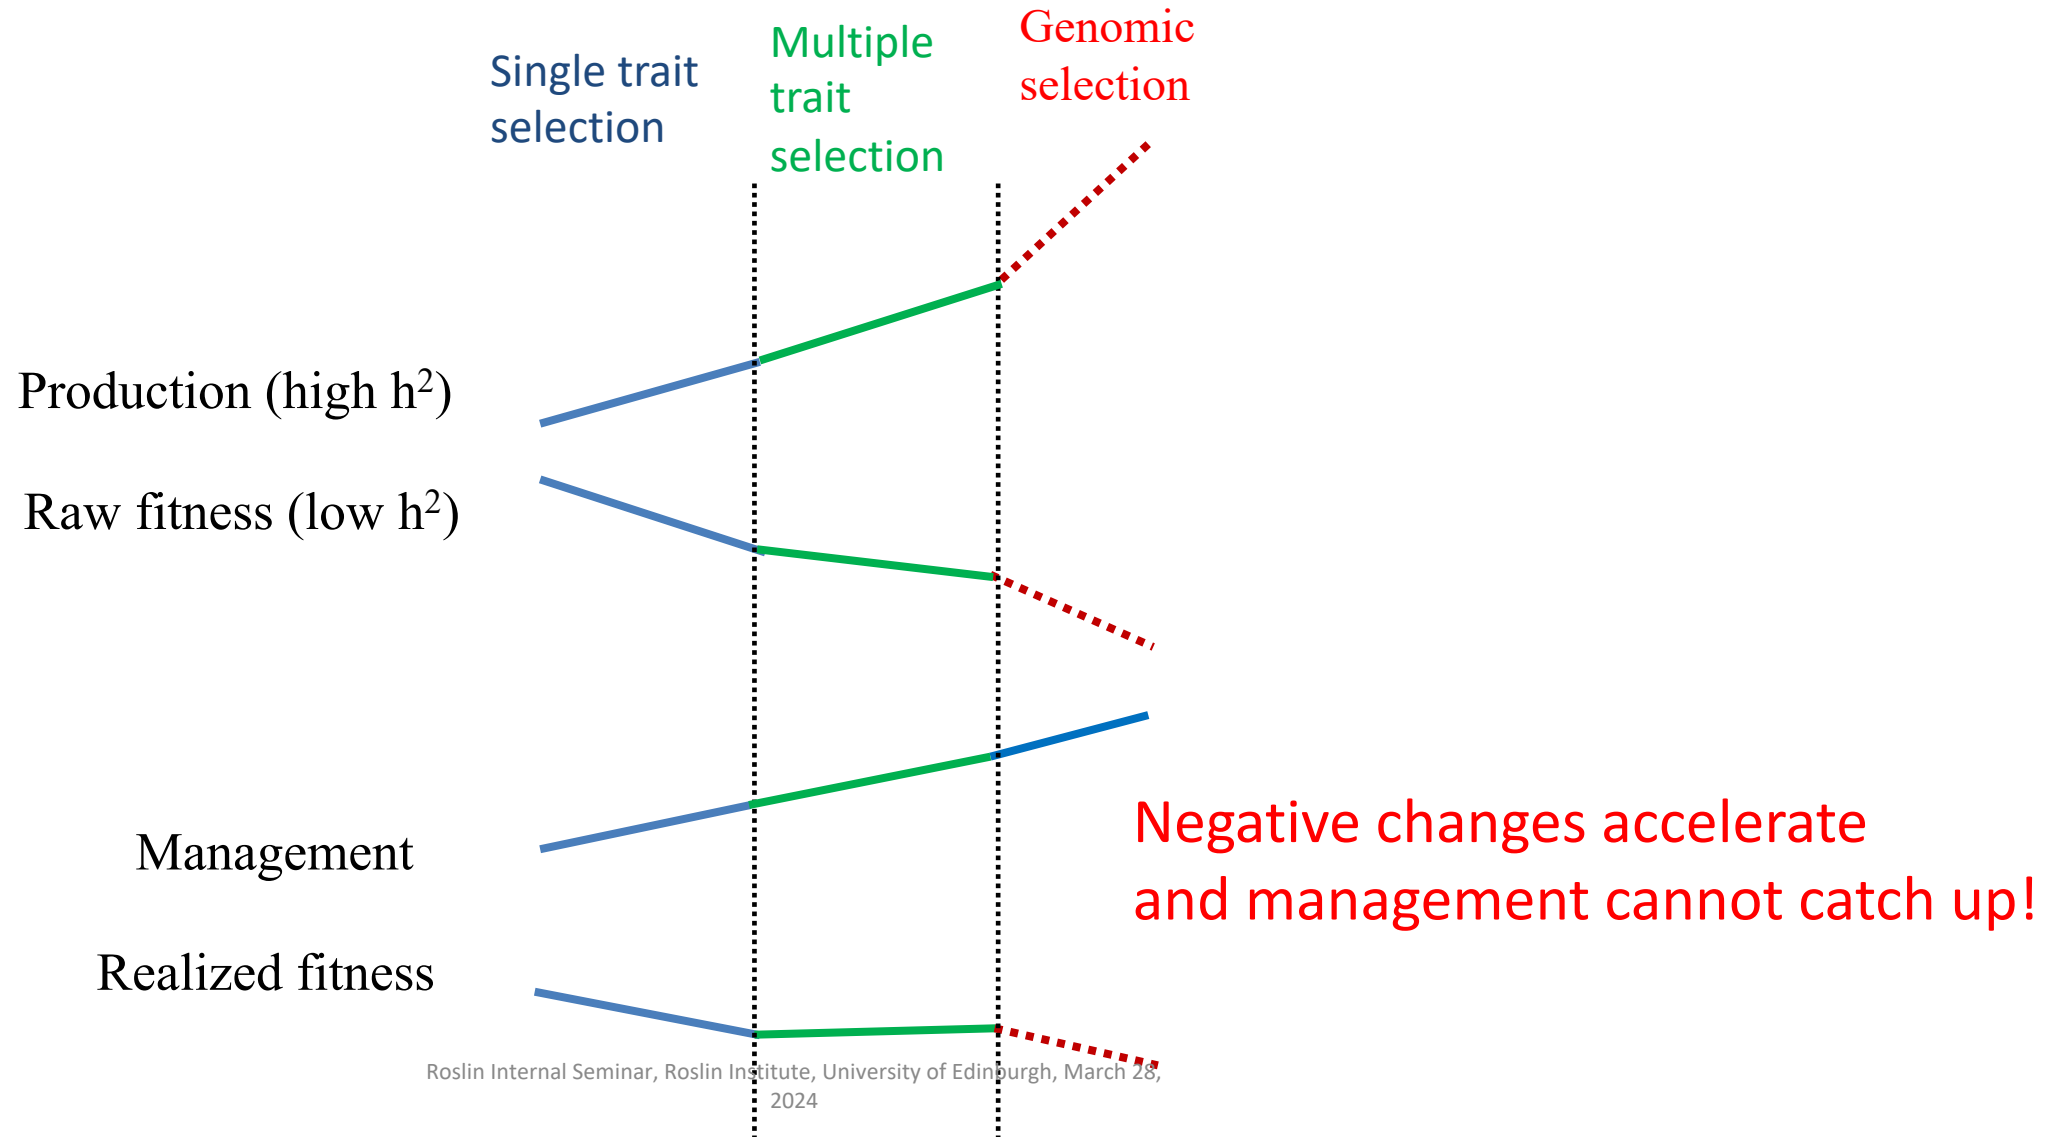 Single trait
selection
Multiple
trait
selection
Genomic
selection
Production (high h²)
Raw fitness (low h²)
Management
Realized fitness
Negative changes accelerate
and management cannot catch up!
Roslin Internal Seminar, Roslin Institute, University of Edinburgh, March 28,
2024